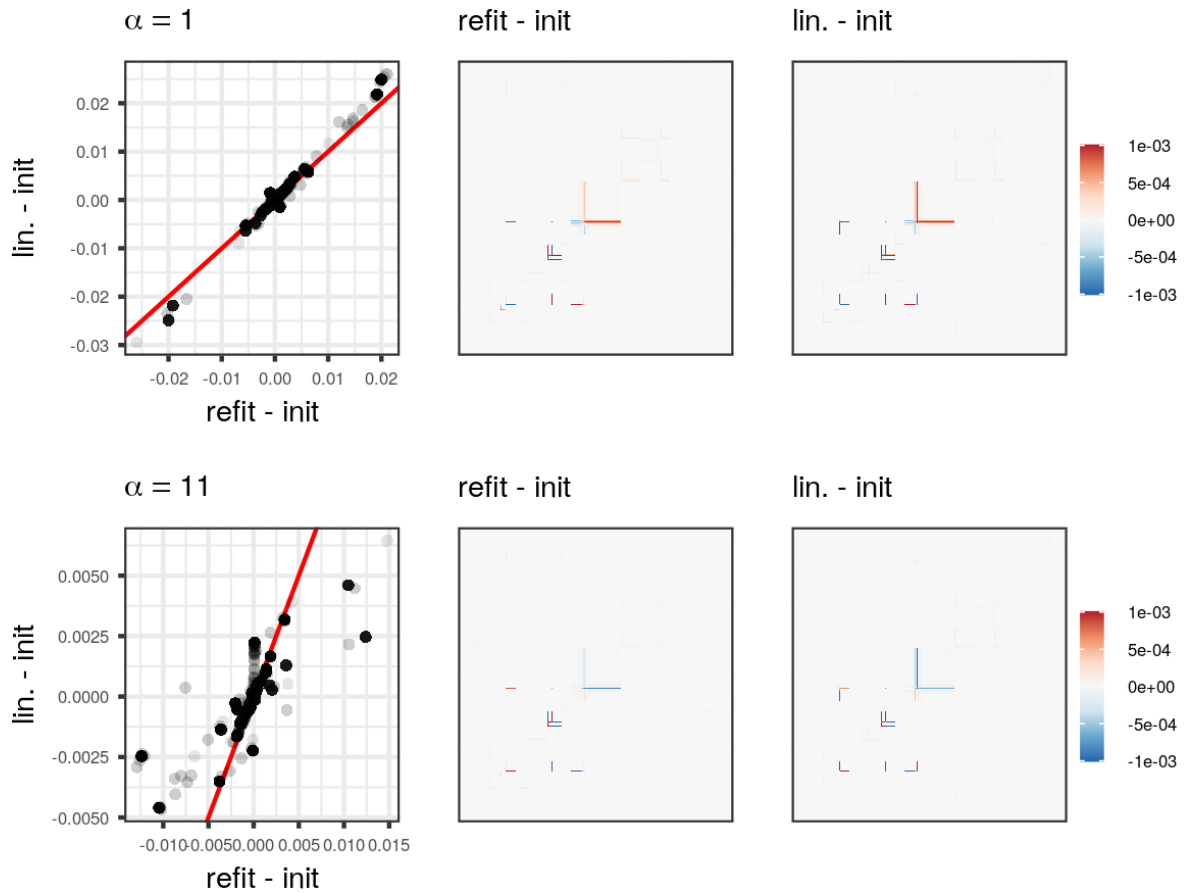 α = 1
refit - init
lin. - init
lin. - init
0.02
0.01
0.00
-0.01
-0.02
-0.03
-0.02 -0.01 0.00 0.01 0.02
refit - init
1e-03
5e-04
0e+00
-5e-04
-1e-03
α = 11
refit - init
lin. - init
lin. - init
0.0050
0.0025
0.0000
-0.0025
-0.0050
-0.010 -0.005 0.000 0.005 0.010 0.015
refit - init
1e-03
5e-04
0e+00
-5e-04
-1e-03